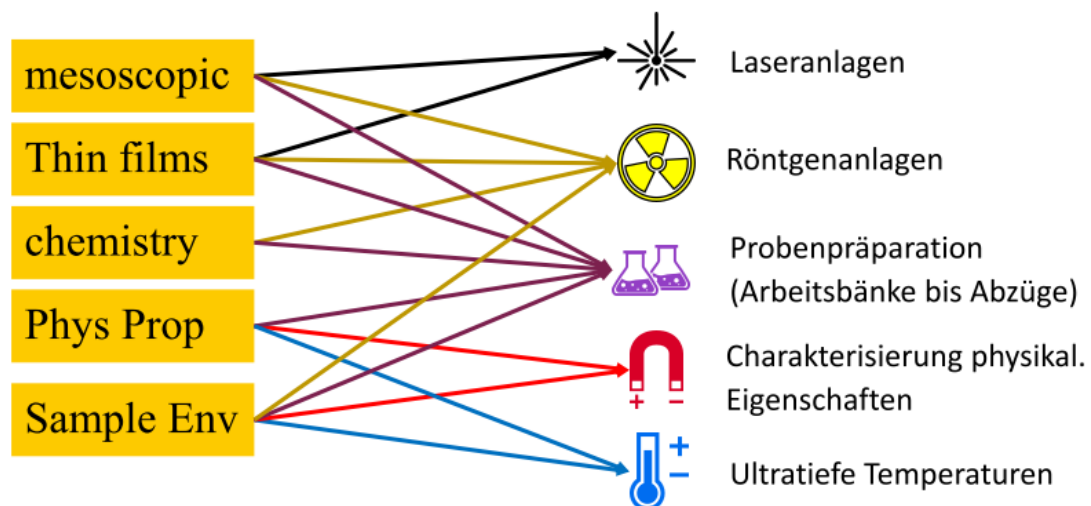 mesoscopic
Thin films
chemistry
Phys Prop
Sample Env
Laseranlagen
Röntgenanlagen
Probenpräparation
(Arbeitsbänke bis Abzüge)
Charakterisierung physikal.
Eigenschaften
Ultratiefe Temperaturen